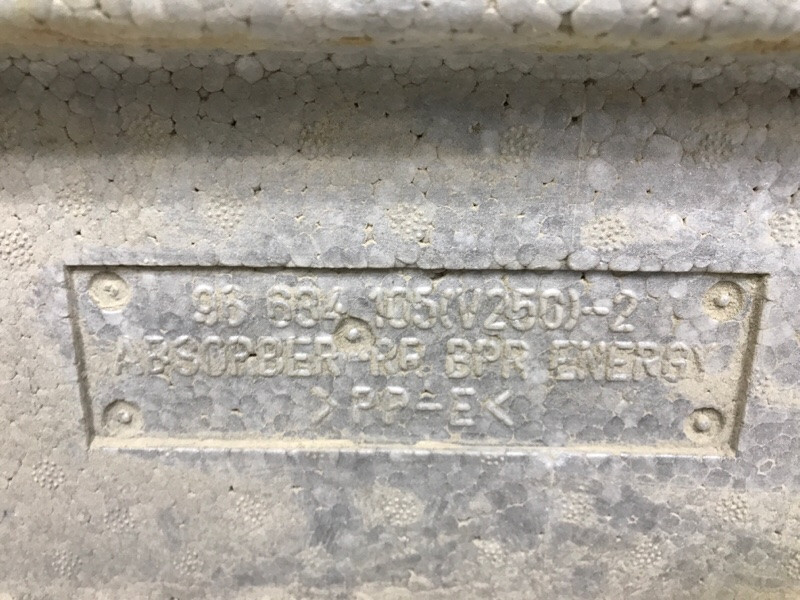 96 684 105(V250)-2
ABSORBER-RR BPR ENERGY
>PP-E<